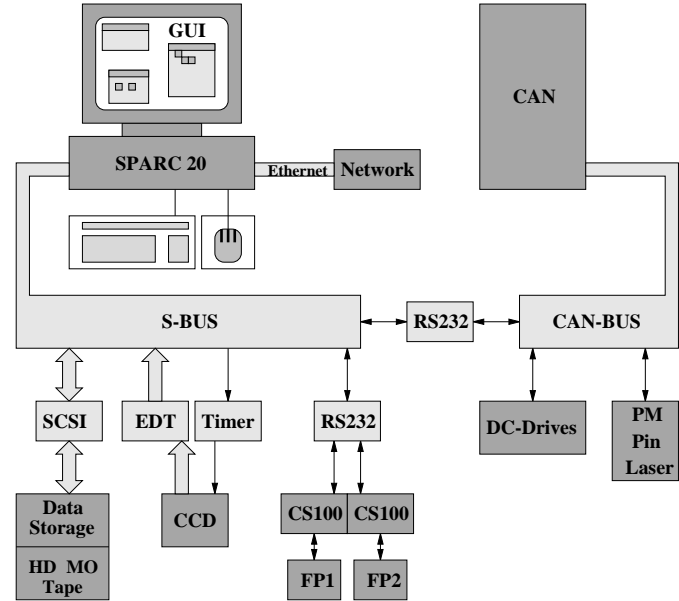 GUI
CAN
SPARC 20
Ethernet
Network
S-BUS
RS232
CAN-BUS
SCSI
EDT
Timer
RS232
DC-Drives
PM
Pin
Laser
Data
Storage
CCD
CS100
CS100
HD MO
Tape
FP1
FP2